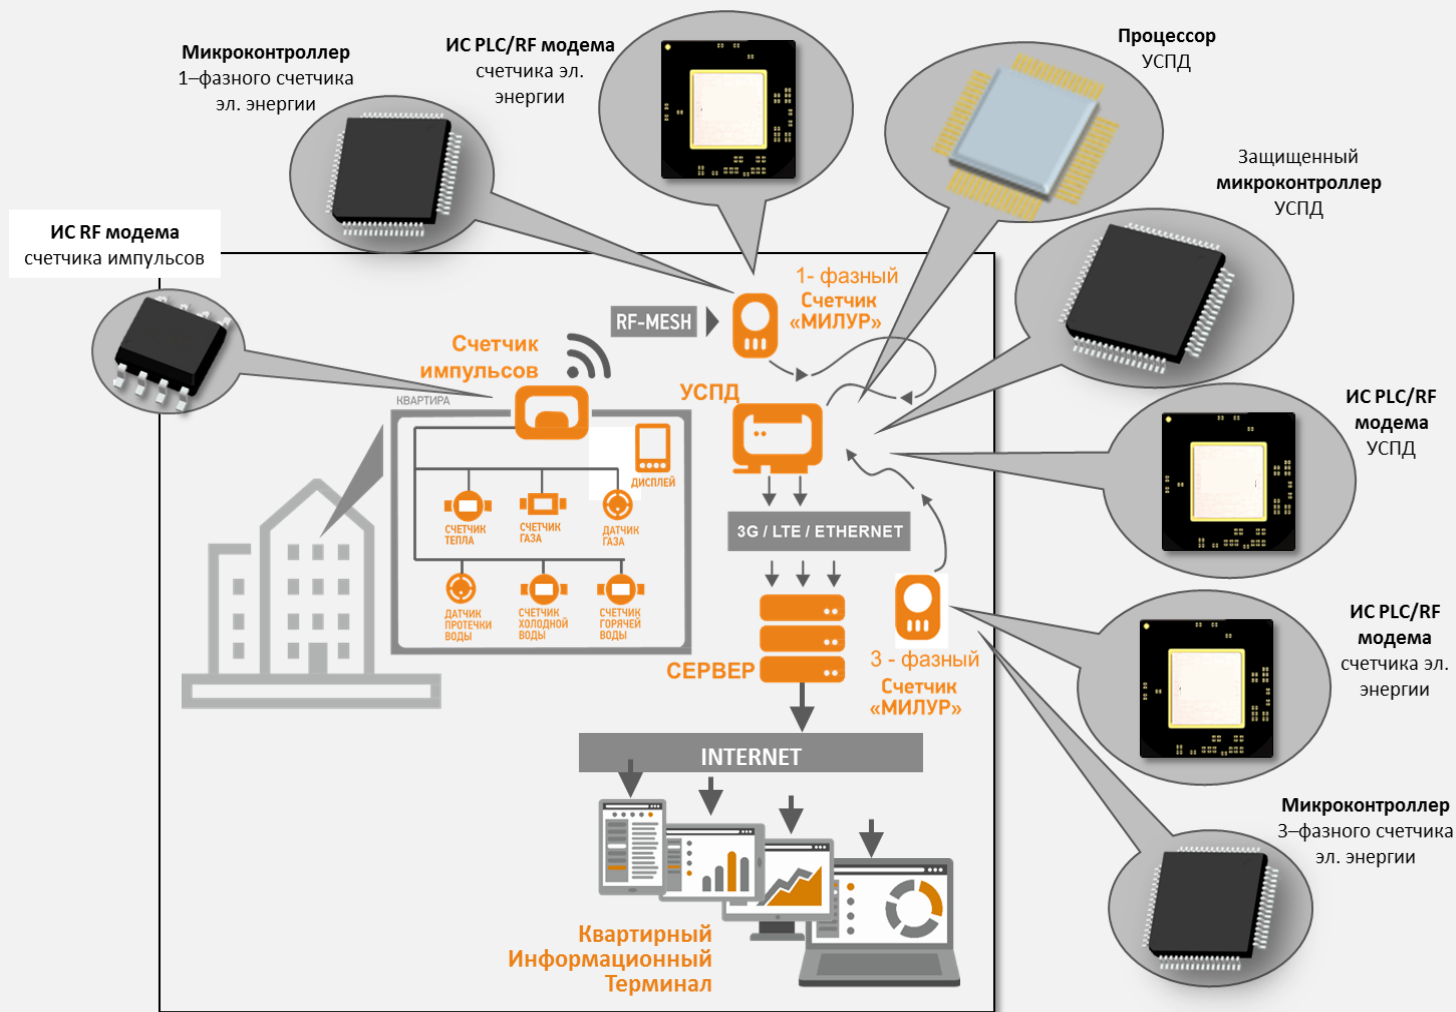 Микроконтроллер
1–фазного счетчика
эл. энергии
ИС PLC/RF модема
счетчика эл.
энергии
Процессор
УСПД
Защищенный
микроконтроллер
УСПД
ИС RF модема
счетчика импульсов
1- фазный
Счетчик
«МИЛУР»
RF-MESH
Счетчик
импульсов
КВАРТИРА
УСПД
ДИСПЛЕЙ
СЧЕТЧИК
ТЕПЛА
СЧЕТЧИК
ГАЗА
ДАТЧИК
ГАЗА
ДАТЧИК
ПРОТЕЧКИ
ВОДЫ
СЧЕТЧИК
ХОЛОДНОЙ
ВОДЫ
СЧЕТЧИК
ГОРЯЧЕЙ
ВОДЫ
3G / LTE / ETHERNET
ИС PLC/RF
модема
УСПД
СЕРВЕР
3 - фазный
Счетчик
«МИЛУР»
ИС PLC/RF
модема
счетчика эл.
энергии
INTERNET
Микроконтроллер
3–фазного счетчика
эл. энергии
Квартирный
Информационный
Терминал